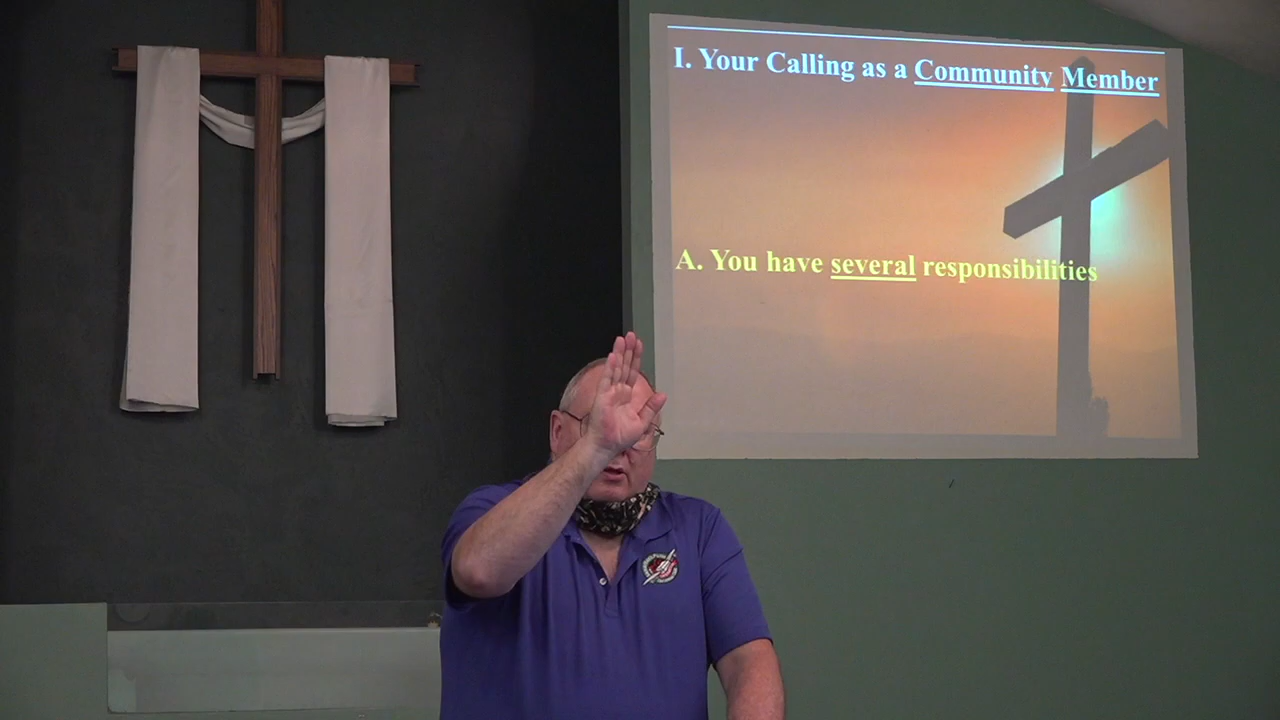 I. Your Calling as a Community Member
A. You have several responsibilities